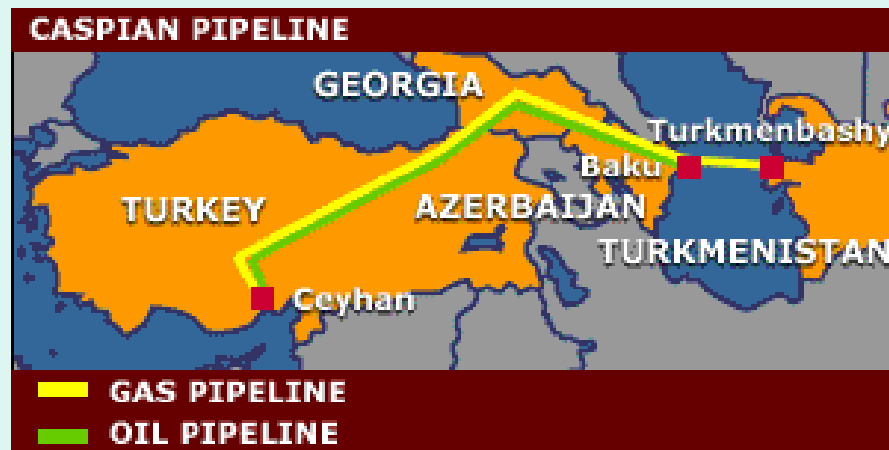 CASPIAN PIPELINE
GEORGIA
Turkmenbashy
Baku
TURKEY
AZERBAIJAN
TURKMENISTAN
Ceyhan
GAS PIPELINE
OIL PIPELINE